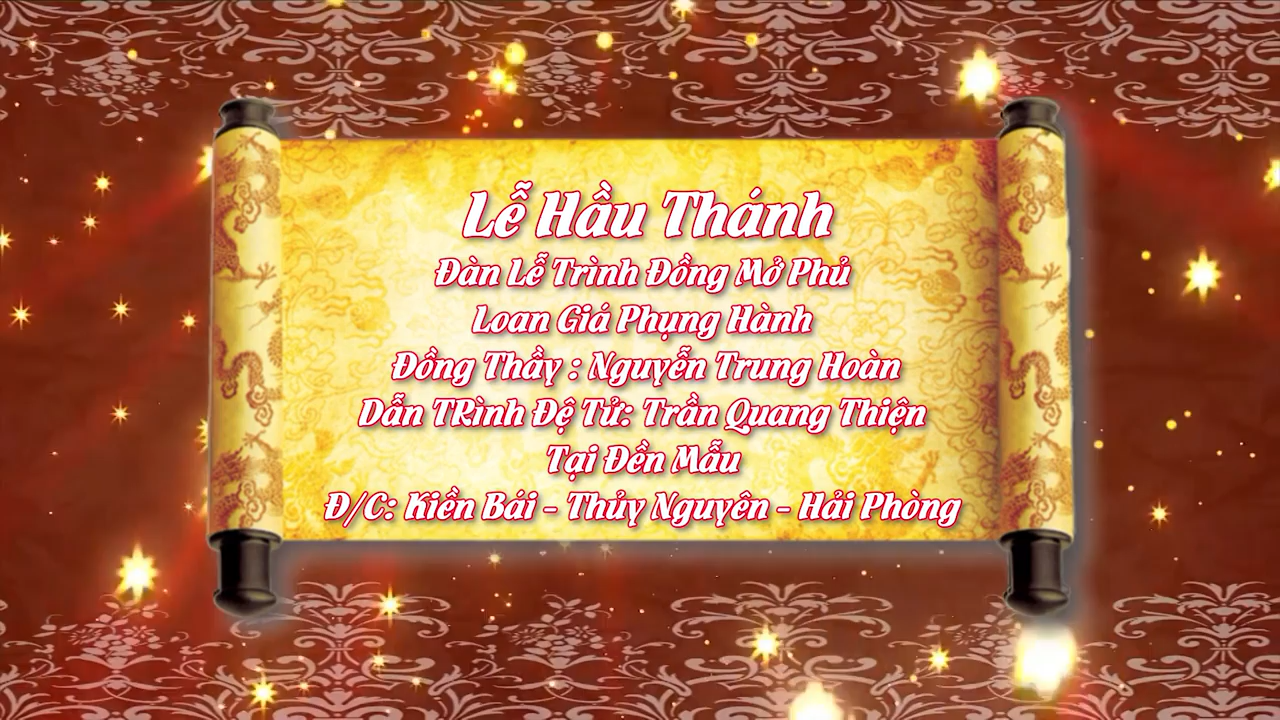 Lễ Hầu Thánh
Đàn Lễ Trình Đồng Mở Phủ
Loan Giá Phụng Hành
Đồng Thầy : Nguyễn Trung Hoàn
Dẫn TRình Đệ Tử: Trần Quang Thiện
Tại Đền Mẫu
Đ/C: Kiền Bái - Thủy Nguyên - Hải Phòng